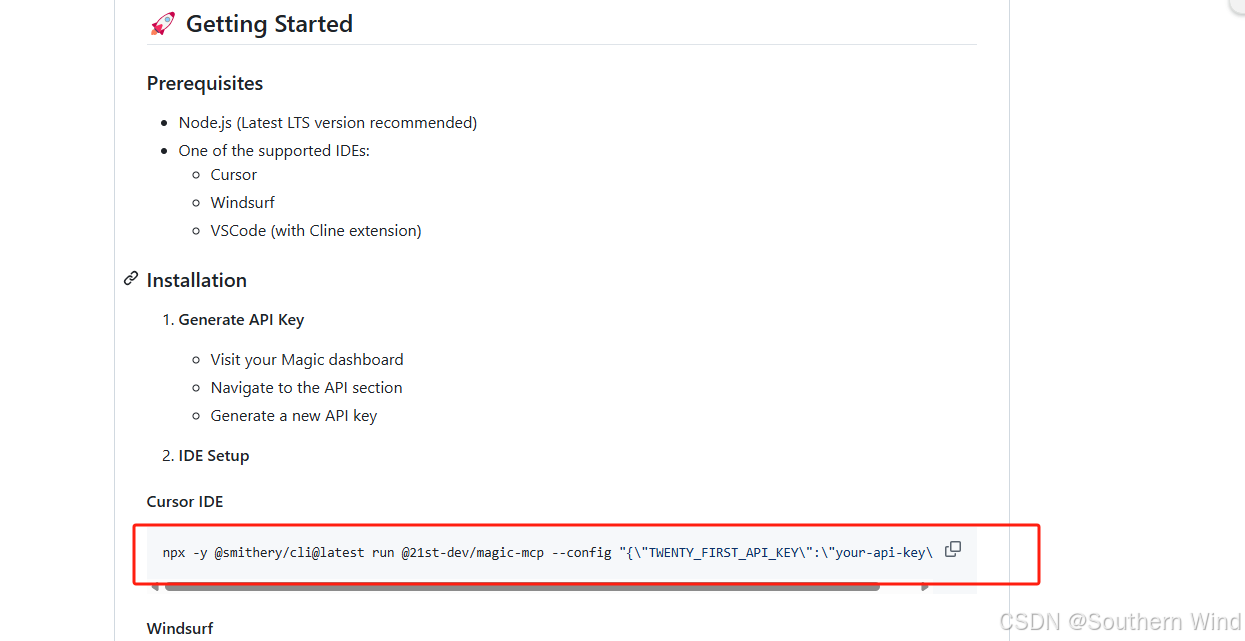 🚀 Getting Started
Prerequisites
• Node.js (Latest LTS version recommended)
• One of the supported IDEs:
◦ Cursor
◦ Windsurf
◦ VSCode (with Cline extension)
Installation
1. Generate API Key
◦ Visit your Magic dashboard
◦ Navigate to the API section
◦ Generate a new API key
2. IDE Setup
Cursor IDE
npx -y @smithery/cli@latest run @21st-dev/magic-mcp --config "{\"TWENTY_FIRST_API_KEY\":\"your-api-key\
Windsurf
CSDN @Southern Wind